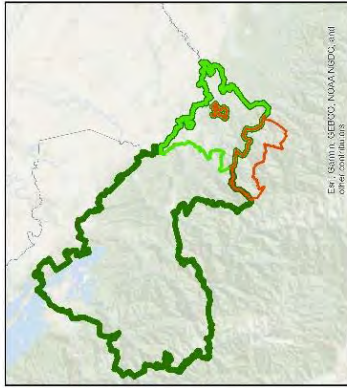 Esri, Garmin, GEBCO, NOAA NGDC, and
other contributors